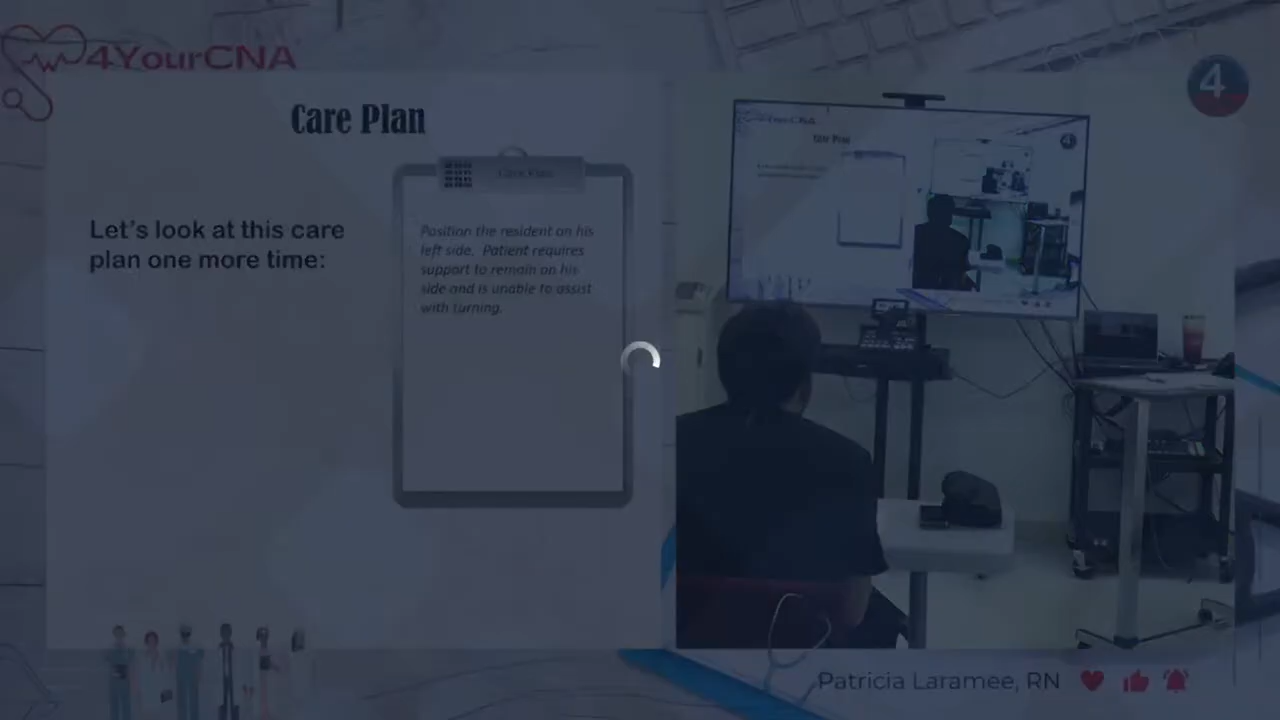 4YourCNA
4
Care Plan
Care Plan
Let's look at this care
plan one more time:
Position the resident on his
left side. Patient requires
support to remain on his
side and is unable to assist
with turning.
Patricia Laramee, RN